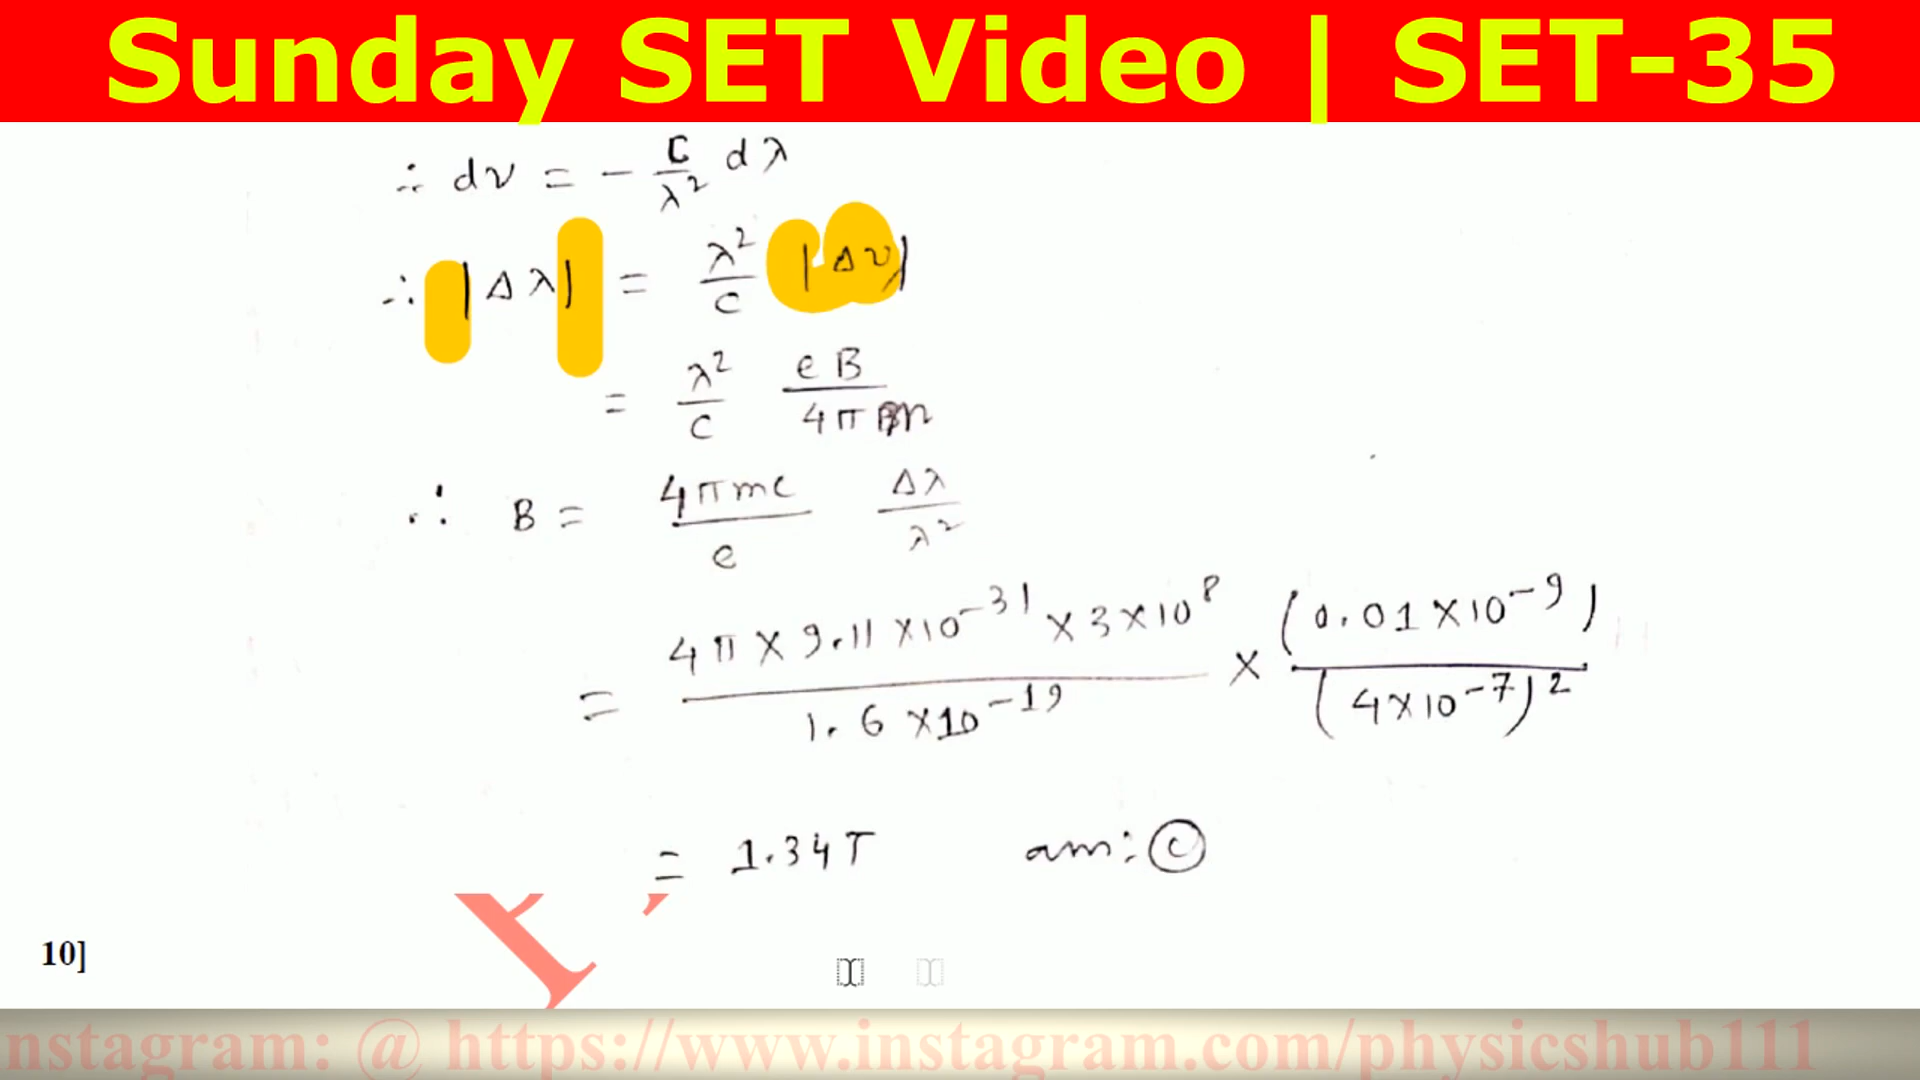 Sunday SET Video | SET-35
∴ dν = - C/λ² dλ
∴ |Δλ| = λ²/C |Δν|
= λ²/C eB/4πm
∴ B = 4πmc/e Δλ/λ²
= 4π × 9.11 × 10⁻³¹ × 3 × 10⁸ / 1.6 × 10⁻¹⁹ × (0.01 × 10⁻⁹) / (4 × 10⁻⁷)²
= 1.34 T ans: (c)
10]
nstagram: @ https://www.instagram.com/physicshub111